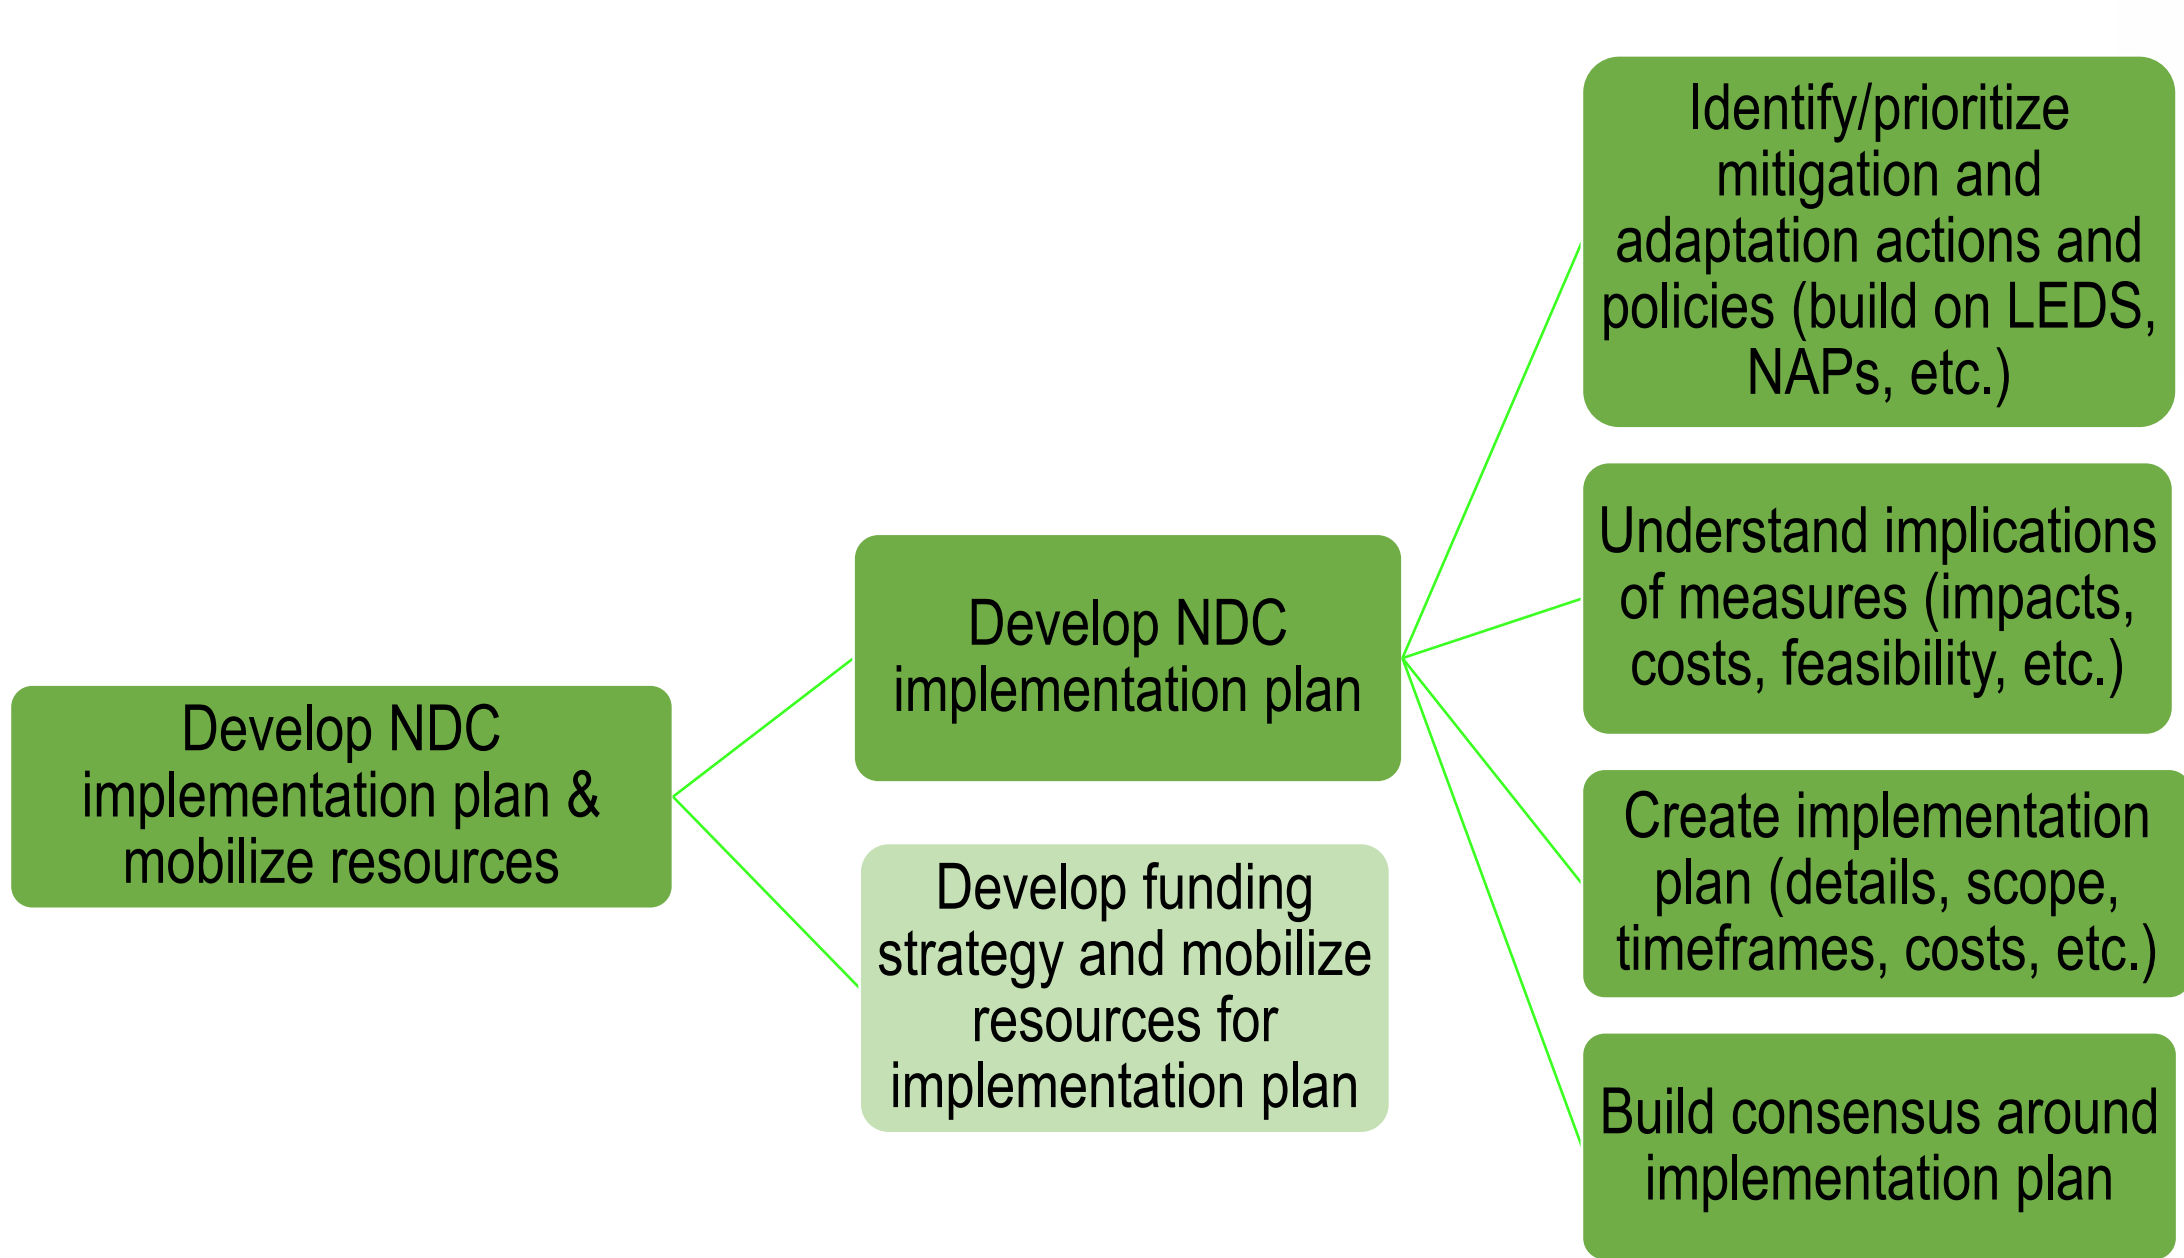 Develop NDC
implementation plan &
mobilize resources
Develop NDC
implementation plan
Develop funding
strategy and mobilize
resources for
implementation plan
Identify/prioritize
mitigation and
adaptation actions and
policies (build on LEDS,
NAPs, etc.)
Understand implications
of measures (impacts,
costs, feasibility, etc.)
Create implementation
plan (details, scope,
timeframes, costs, etc.)
Build consensus around
implementation plan